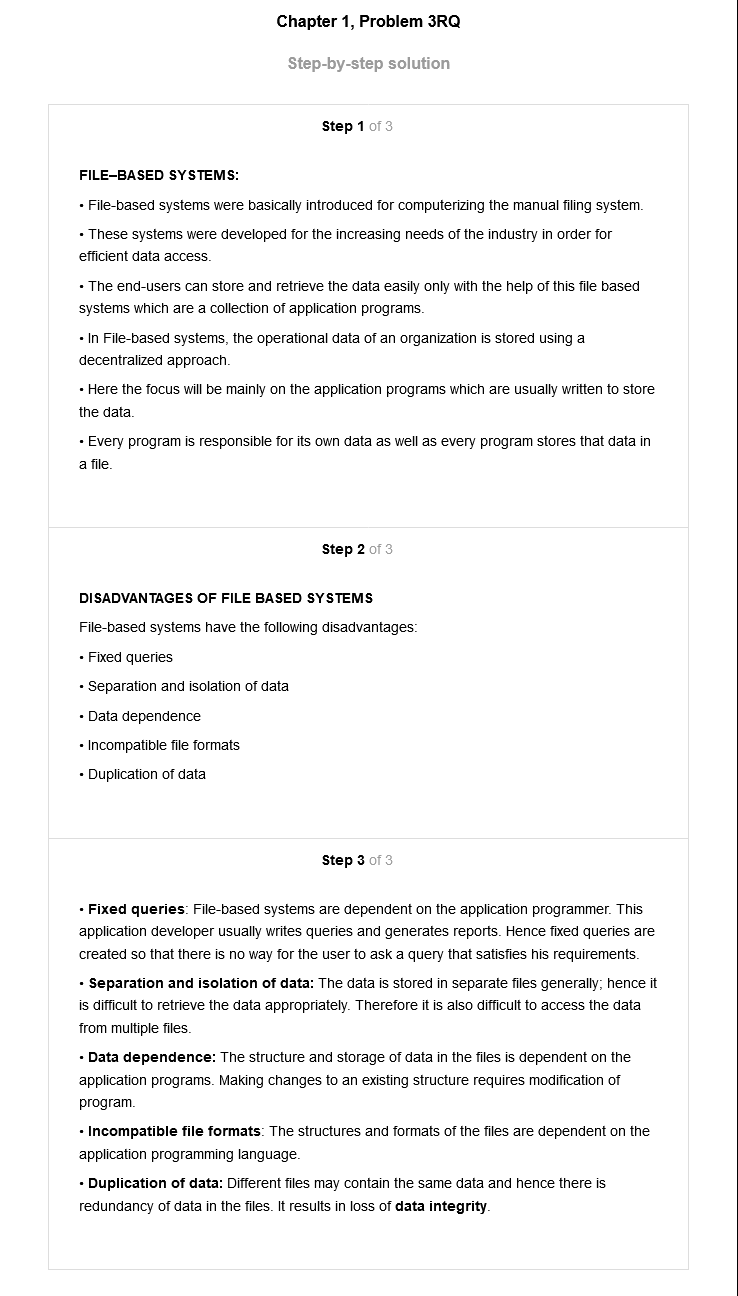 Chapter 1, Problem 3RQ
Step-by-step solution
Step 1 of 3
FILE–BASED SYSTEMS:
• File-based systems were basically introduced for computerizing the manual filing system.
• These systems were developed for the increasing needs of the industry in order for
efficient data access.
• The end-users can store and retrieve the data easily only with the help of this file based
systems which are a collection of application programs.
• In File-based systems, the operational data of an organization is stored using a
decentralized approach.
• Here the focus will be mainly on the application programs which are usually written to store
the data.
• Every program is responsible for its own data as well as every program stores that data in
a file.
Step 2 of 3
DISADVANTAGES OF FILE BASED SYSTEMS
File-based systems have the following disadvantages:
• Fixed queries
• Separation and isolation of data
• Data dependence
• Incompatible file formats
• Duplication of data
Step 3 of 3
• Fixed queries: File-based systems are dependent on the application programmer. This
application developer usually writes queries and generates reports. Hence fixed queries are
created so that there is no way for the user to ask a query that satisfies his requirements.
• Separation and isolation of data: The data is stored in separate files generally; hence it
is difficult to retrieve the data appropriately. Therefore it is also difficult to access the data
from multiple files.
• Data dependence: The structure and storage of data in the files is dependent on the
application programs. Making changes to an existing structure requires modification of
program.
• Incompatible file formats: The structures and formats of the files are dependent on the
application programming language.
• Duplication of data: Different files may contain the same data and hence there is
redundancy of data in the files. It results in loss of data integrity.